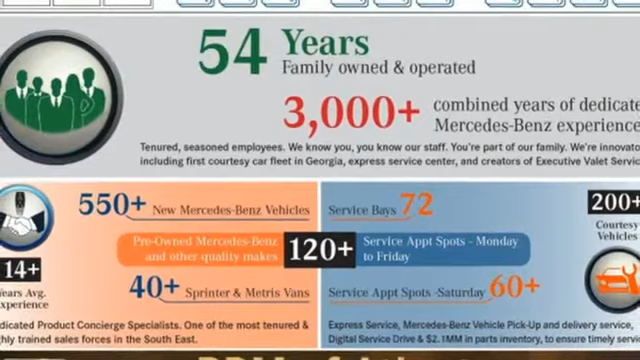 54 Years
Family owned & operated
3,000+ combined years of dedicate
Mercedes-Benz experience
Tenured, seasoned employees. We know you, you know our staff. You're part of our family. We're innovato
including first courtesy car fleet in Georgia, express service center, and creators of Executive Valet Servic
550+ New Mercedes-Benz Vehicles
Pre-Owned Mercedes-Benz
and other quality makes
120+
40+ Sprinter & Metris Vans
14+
Years Avg.
xperience
dicated Product Concierge Specialists. One of the most tenured &
ghly trained sales forces in the South East.
Service Bays 72
Service Appt Spots - Monday
to Friday
Service Appt Spots -Saturday 60+
200+
Courtesy
Vehicles
Express Service, Mercedes-Benz Vehicle Pick-Up and delivery service,
Digital Service Drive & $2. 1MM in parts inventory, to ensure timely servic